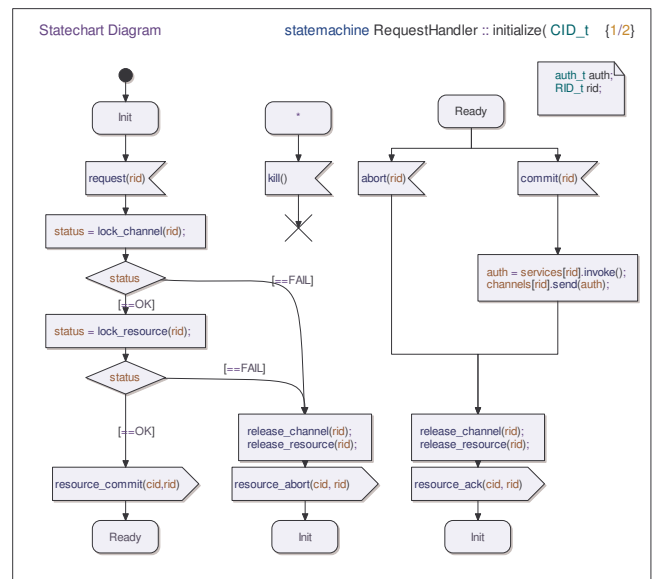 Statechart Diagram
statemachine RequestHandler :: initialize( CID_t {1/2}
auth_t auth;
RID_t rid;
Init
*
Ready
request(rid)
kill()
abort(rid)
commit(rid)
status = lock_channel(rid);
status
[==FAIL]
auth = services[rid].invoke();
channels[rid].send(auth);
[==OK]
status = lock_resource(rid);
status
[==FAIL]
[==OK]
release_channel(rid);
release_resource(rid);
release_channel(rid);
release_resource(rid);
resource_commit(cid,rid)
resource_abort(cid, rid)
resource_ack(cid, rid)
Ready
Init
Init